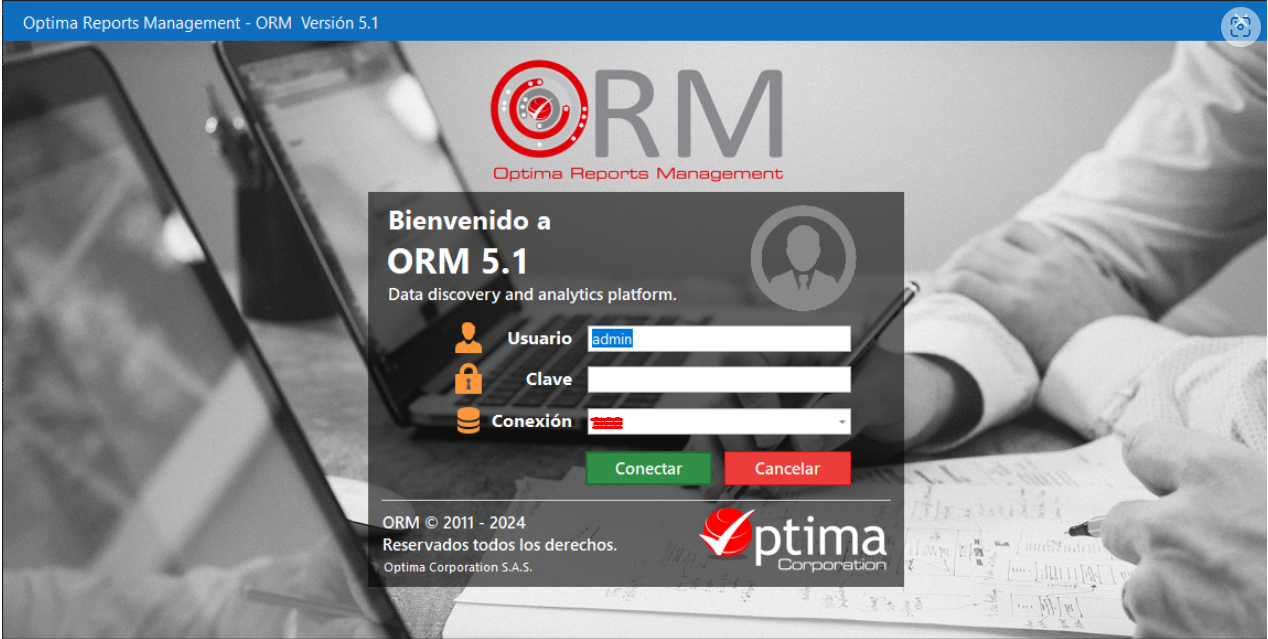 Optima Reports Management - ORM Versión 5.1
ORM
Optima Reports Management
Bienvenido a
ORM 5.1
Data discovery and analytics platform.
Usuario admin
Clave
Conexión
Conectar Cancelar
ORM © 2011 - 2024
Reservados todos los derechos.
Optima Corporation S.A.S.
Optima
Corporation